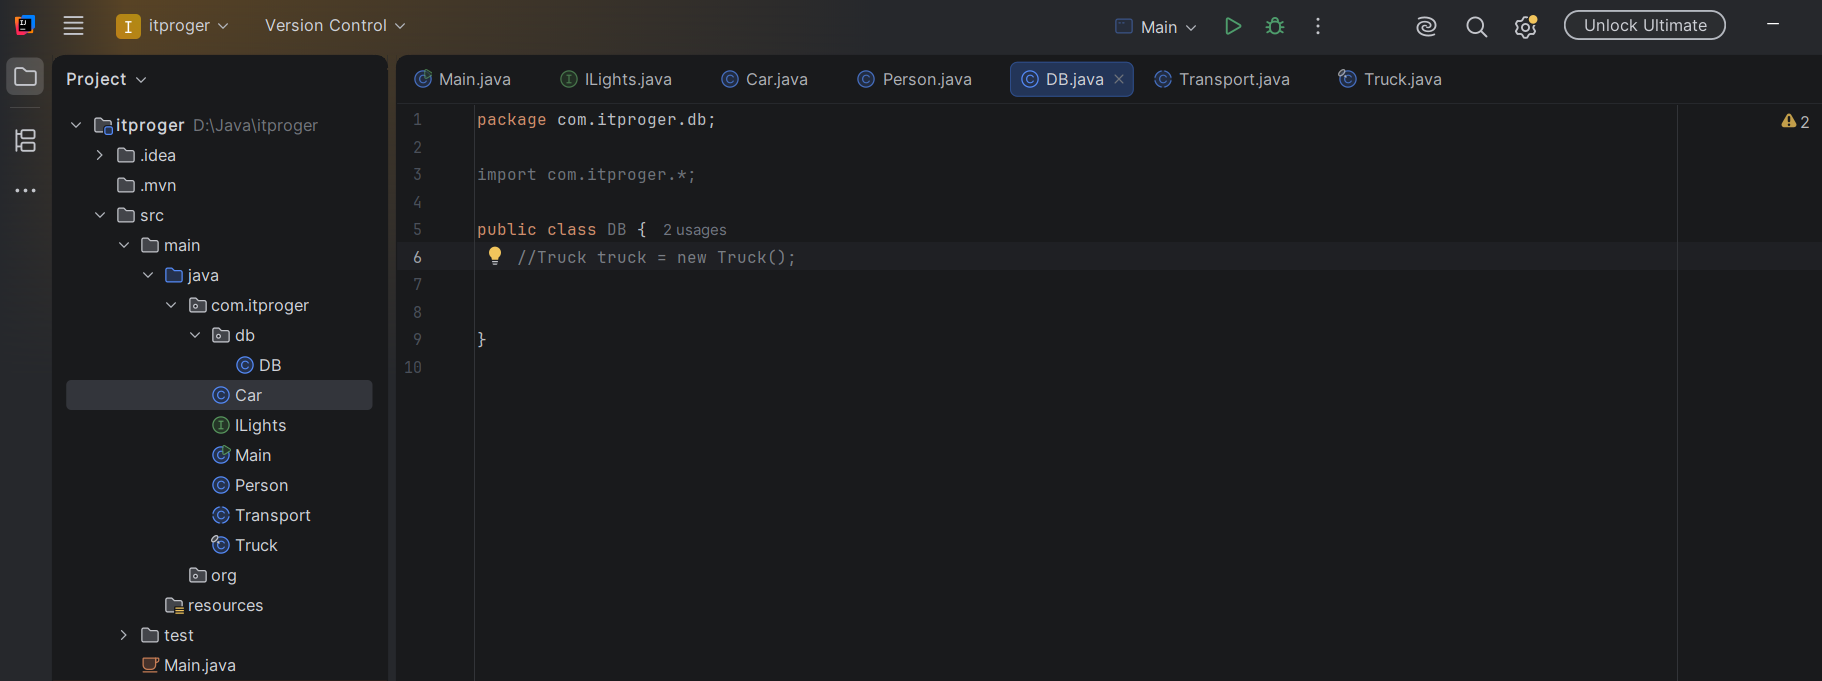 itproger
Version Control
Main
Unlock Ultimate
Project
Main.java
ILights.java
Car.java
Person.java
DB.java
Transport.java
Truck.java
itproger D:\Java\itproger
.idea
.mvn
src
main
java
com.itproger
db
DB
Car
ILights
Main
Person
Transport
Truck
org
resources
test
Main.java
1 package com.itproger.db;
2
3 import com.itproger.*;
4
5 public class DB { 2 usages
6 //Truck truck = new Truck();
7
8
9 }
10
2